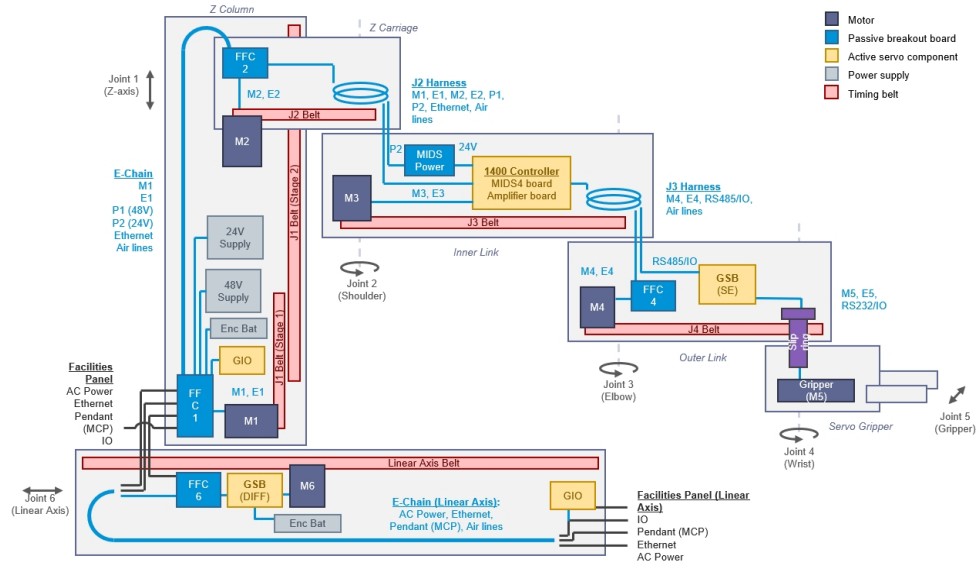 Z Column
Z Carriage
Motor
Passive breakout board
Active servo component
Power supply
Timing belt
Joint 1
(Z-axis)
FFC
2
M2, E2
J2 Harness
M1, E1, M2, E2, P1,
P2, Ethernet, Air
lines
J2 Belt
M2
E-Chain
M1
E1
P1 (48V)
P2 (24V)
Ethernet
Air lines
J1 Belt (Stage 2)
P2
MIDS
Power
24V
1400 Controller
MIDS4 board
Amplifier board
M3
M3, E3
J3 Belt
J3 Harness
M4, E4, RS485/IO,
Air lines
Inner Link
24V
Supply
48V
Supply
Enc Bat
GIO
J1 Belt (Stage 1)
Joint 2
(Shoulder)
M4, E4
RS485/IO
FFC
4
GSB
(SE)
M4
M5, E5,
RS232/IO
J4 Belt
Slip
ring
Outer Link
Facilities
Panel
AC Power
Ethernet
Pendant
(MCP)
IO
FF
C
1
M1, E1
M1
Joint 3
(Elbow)
Gripper
(M5)
Servo Gripper
Joint 5
(Gripper)
Joint 4
(Wrist)
Linear Axis Belt
Joint 6
(Linear Axis)
FFC
6
GSB
(DIFF)
M6
Enc Bat
E-Chain (Linear Axis):
AC Power, Ethernet,
Pendant (MCP), Air lines
GIO
Facilities Panel (Linear
Axis)
IO
Pendant (MCP)
Ethernet
AC Power